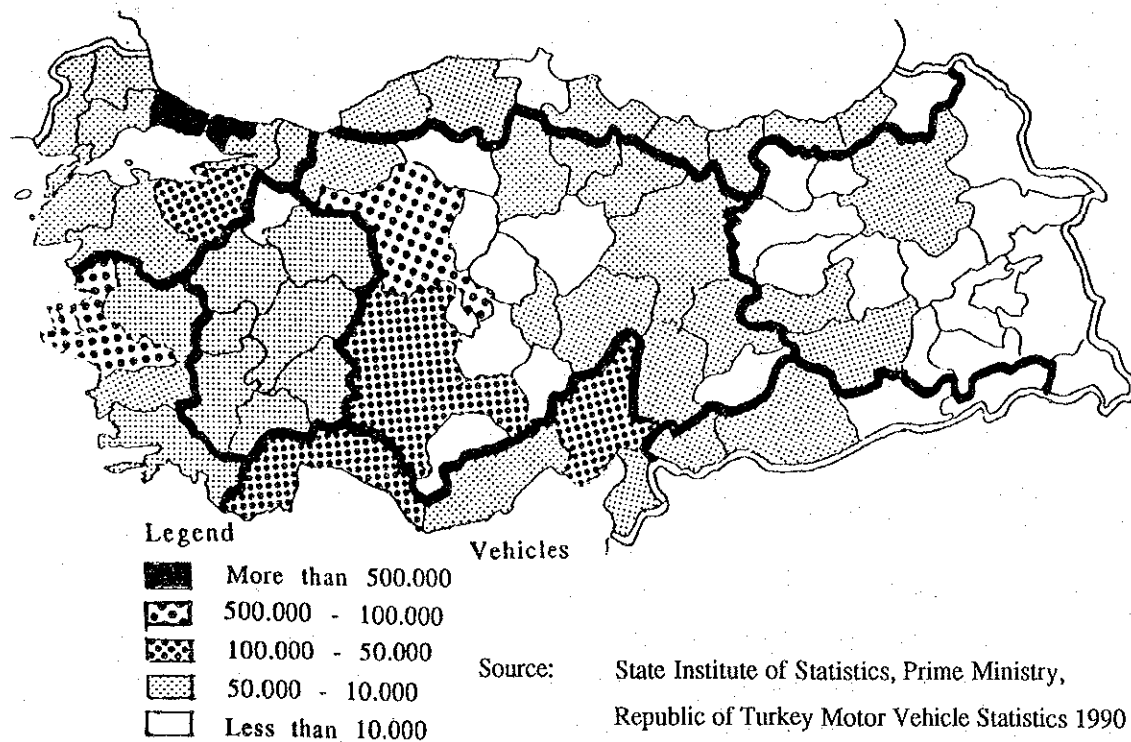 Legend
Vehicles
More than 500.000
500.000 - 100.000
100.000 - 50.000
50.000 - 10.000
Less than 10.000
Source: State Institute of Statistics, Prime Ministry,
Republic of Turkey Motor Vehicle Statistics 1990